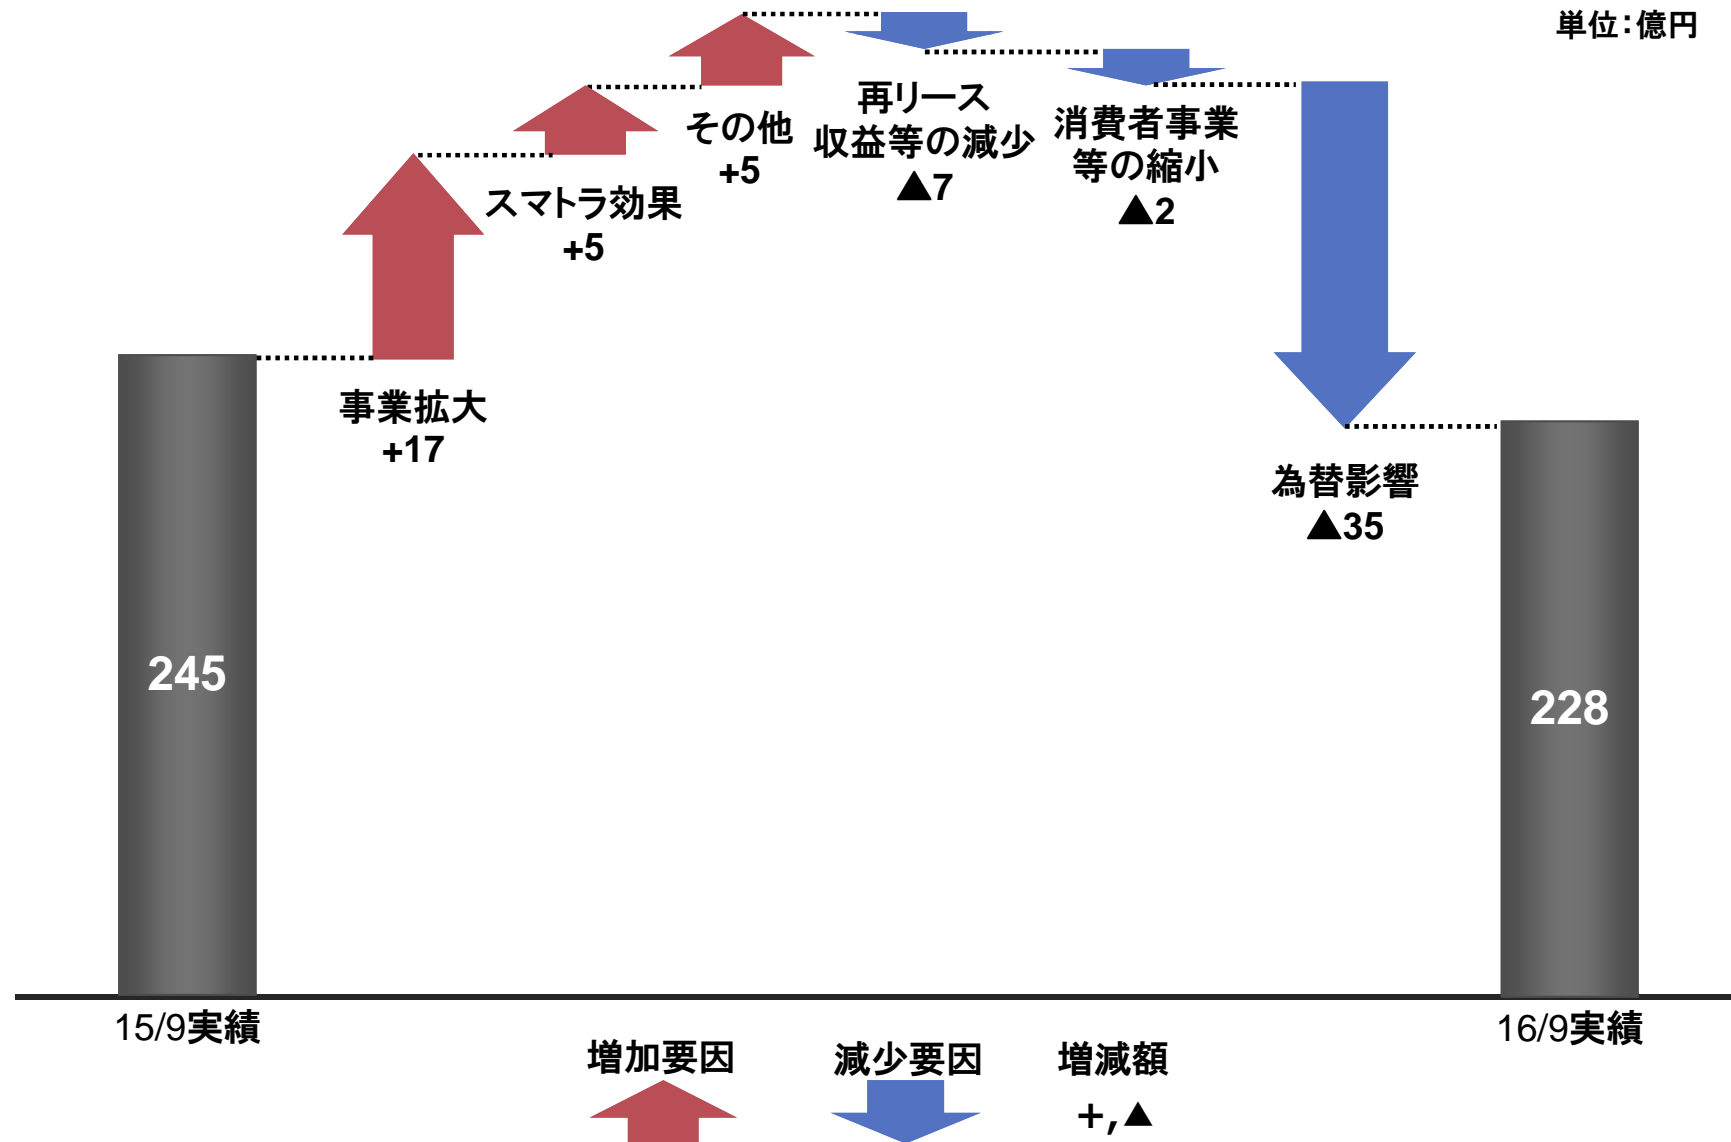 単位：億円
再リース
収益等の減少
▲7
消費者事業
等の縮小
▲2
その他
+5
スマトラ効果
+5
事業拡大
+17
為替影響
▲35
245
228
15/9実績
16/9実績
増加要因
減少要因
増減額
+,▲